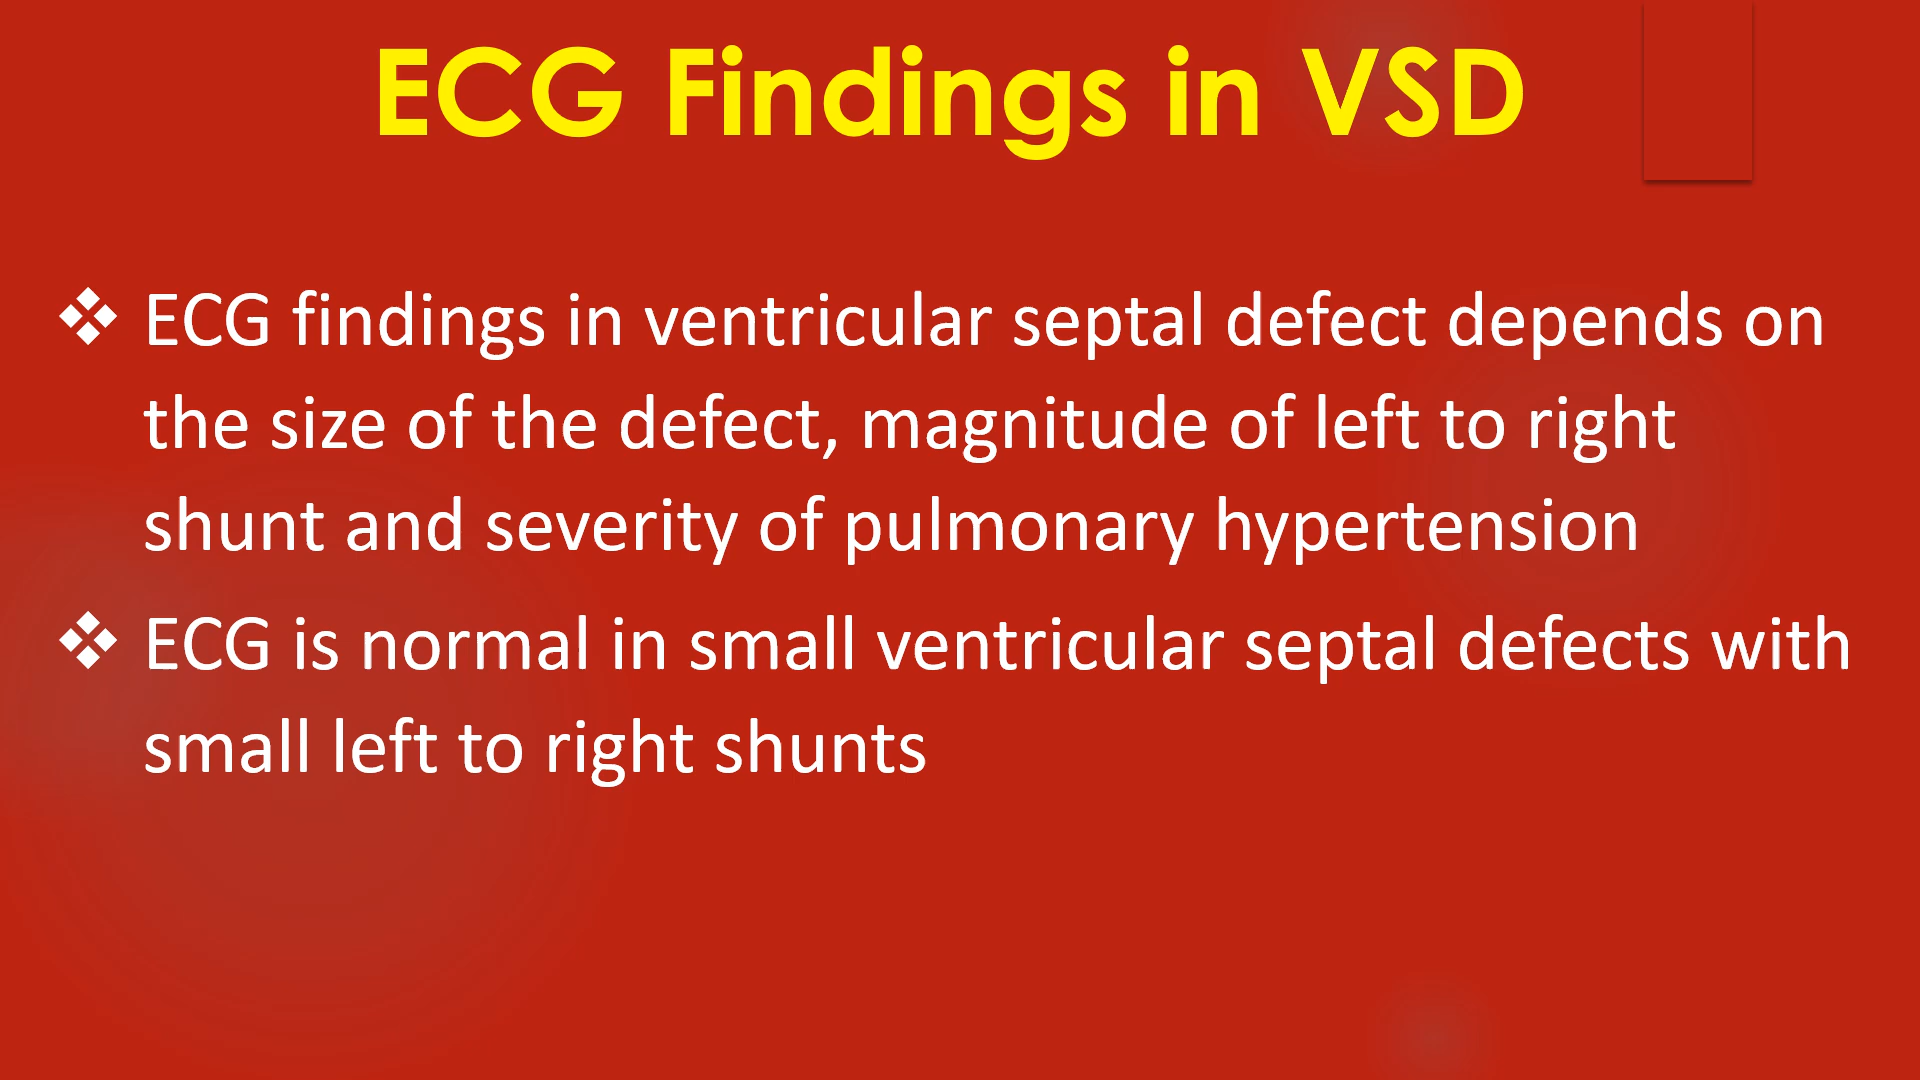 ECG Findings in VSD
❖ ECG findings in ventricular septal defect depends on
the size of the defect, magnitude of left to right
shunt and severity of pulmonary hypertension
❖ ECG is normal in small ventricular septal defects with
small left to right shunts